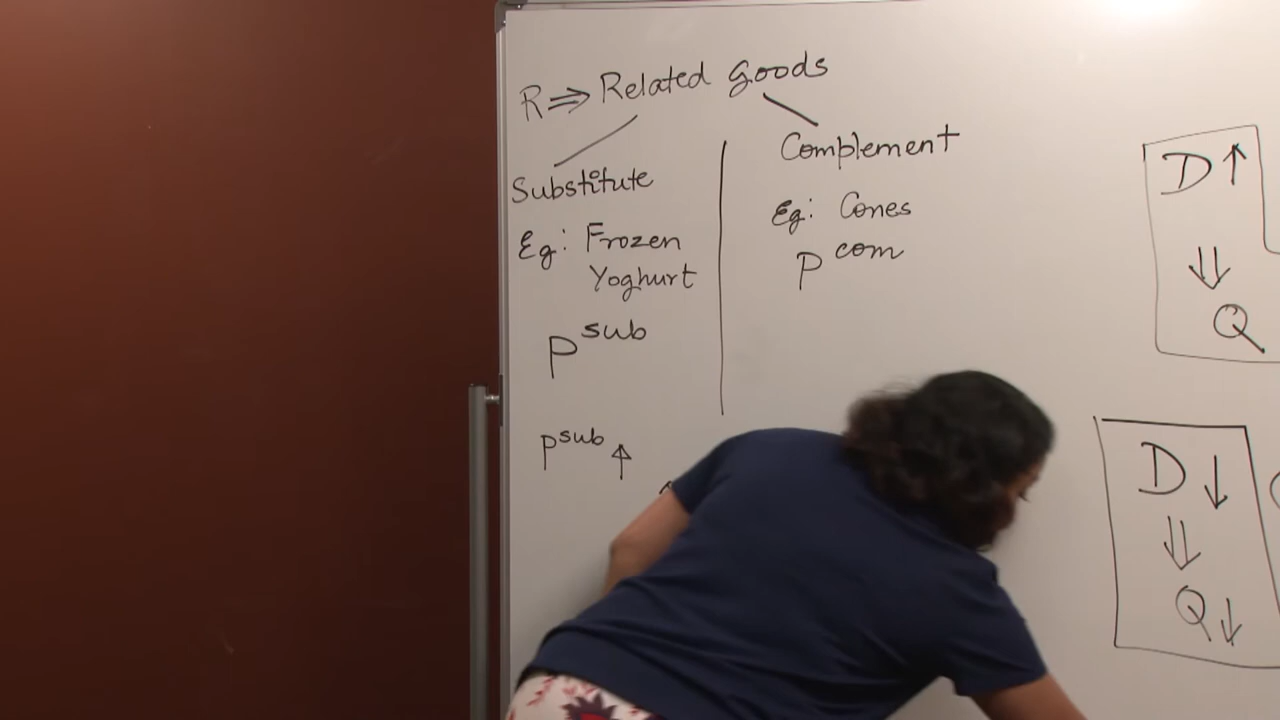 R ⇒ Related goods
Substitute
Eg: Frozen
Yoghurt
P sub
P sub ↑
Complement
Eg: Cones
P com
D ↑
⇓
Q
D ↓
⇓
Q ↓